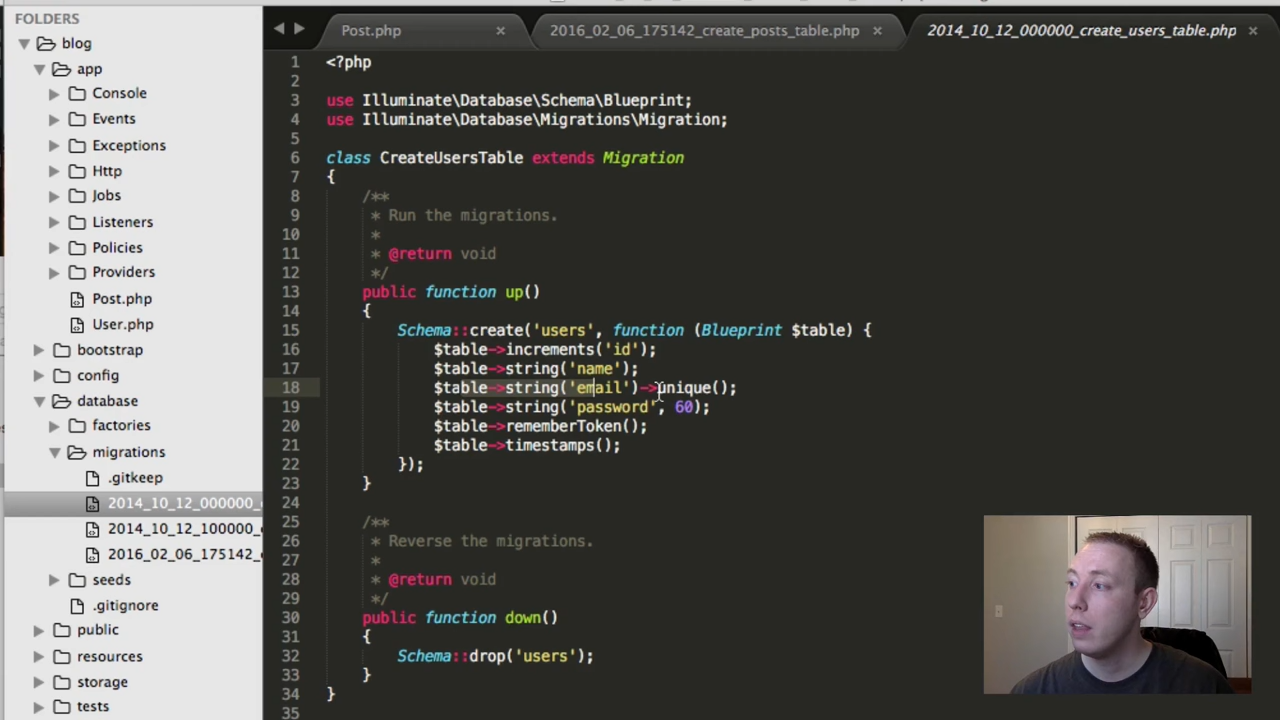 FOLDERS
blog
app
Console
Events
Exceptions
Http
Jobs
Listeners
Policies
Providers
Post.php
User.php
bootstrap
config
database
factories
migrations
.gitkeep
2014_10_12_000000_
2014_10_12_100000_
2016_02_06_175142_
seeds
.gitignore
public
resources
storage
tests
Post.php
2016_02_06_175142_create_posts_table.php
2014_10_12_000000_create_users_table.php
1 <?php
2
3 use Illuminate\Database\Schema\Blueprint;
4 use Illuminate\Database\Migrations\Migration;
5
6 class CreateUsersTable extends Migration
7 {
8 /**
9 * Run the migrations.
10 *
11 * @return void
12 */
13 public function up()
14 {
15 Schema::create('users', function (Blueprint $table) {
16 $table->increments('id');
17 $table->string('name');
18 $table->string('email')->unique();
19 $table->string('password', 60);
20 $table->rememberToken();
21 $table->timestamps();
22 });
23 }
24
25 /**
26 * Reverse the migrations.
27 *
28 * @return void
29 */
30 public function down()
31 {
32 Schema::drop('users');
33 }
34 }
35